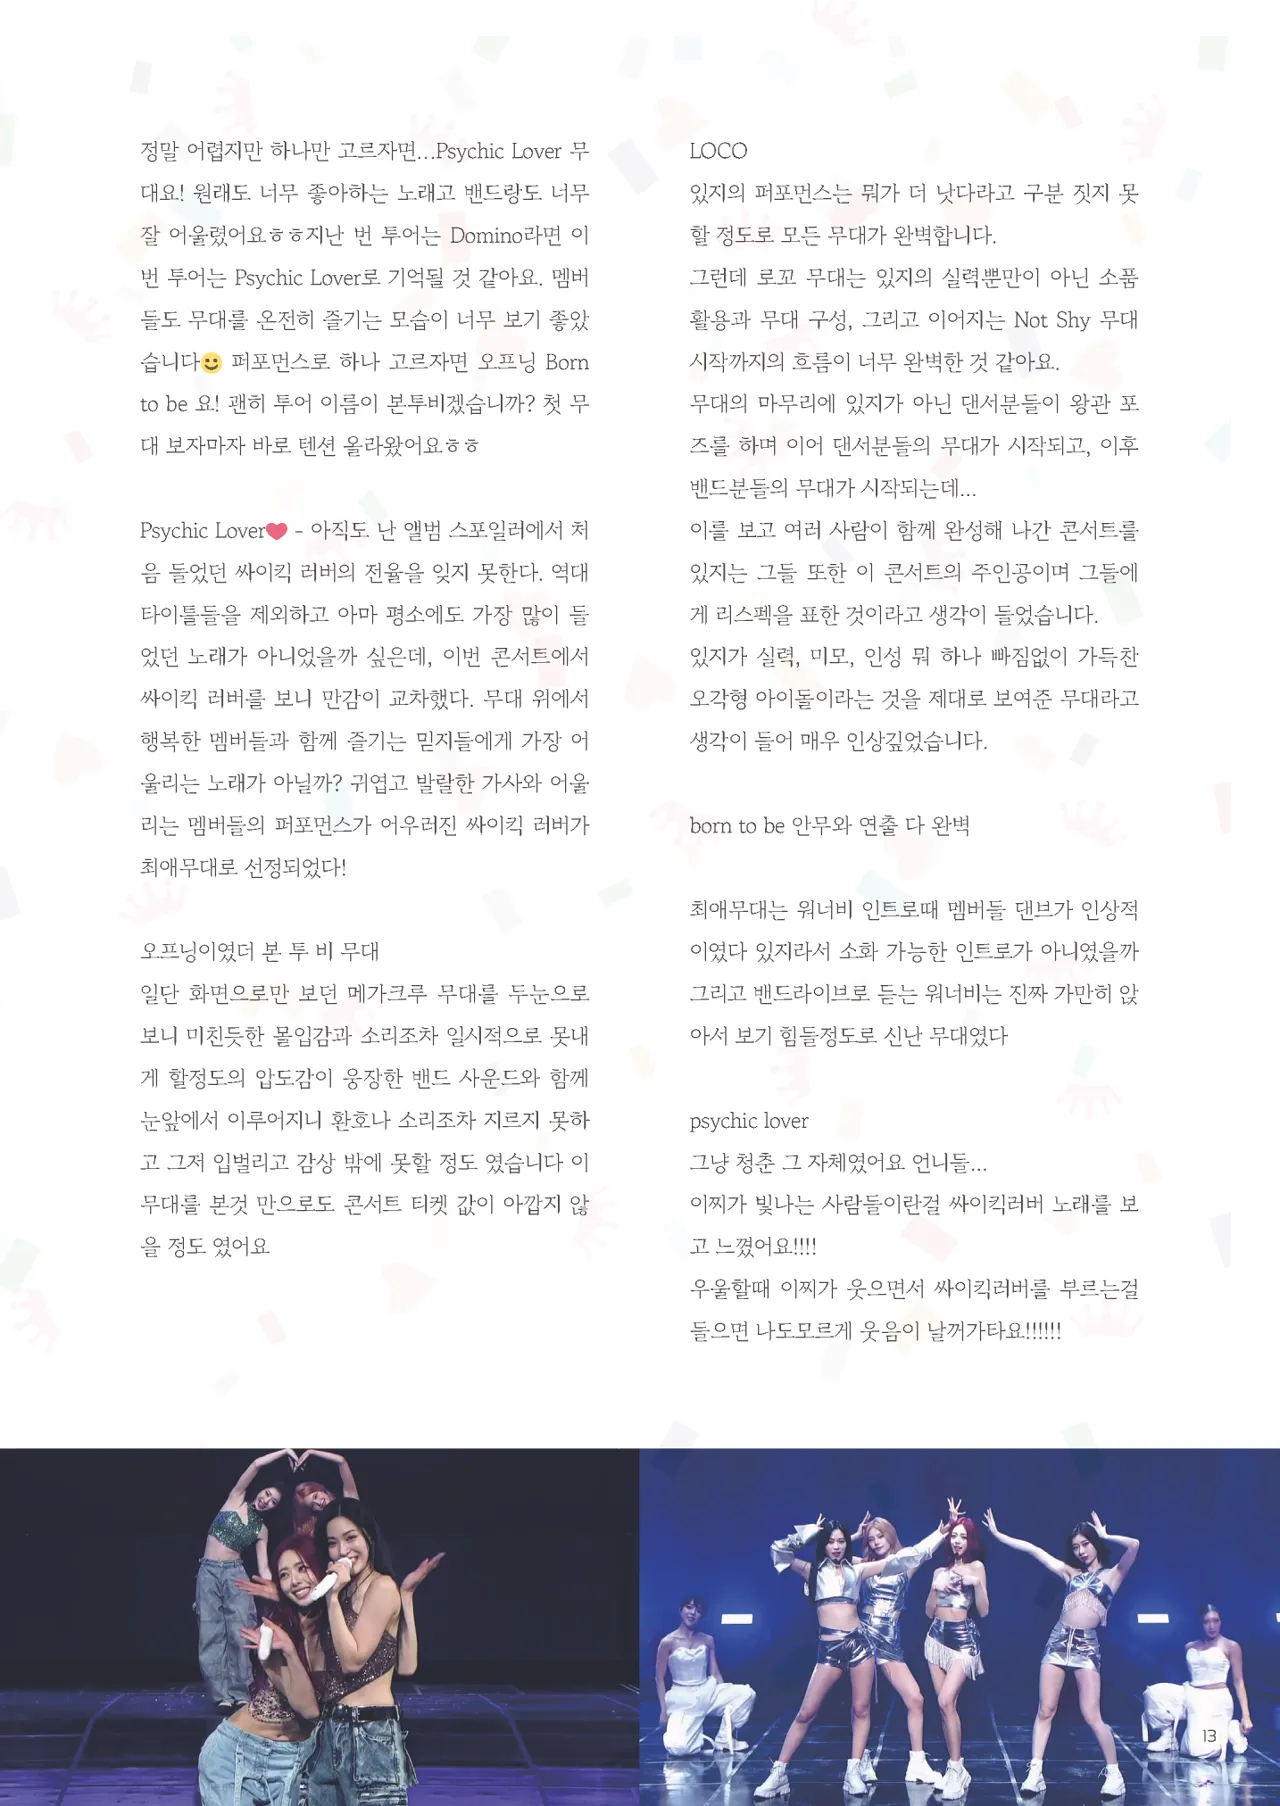 정말 어렵지만 하나만 고르자면...Psychic Lover 무
대요! 원래도 너무 좋아하는 노래고 밴드랑도 너무
잘 어울렸어요ㅎㅎ지난 번 투어는 Domino라면 이
번 투어는 Psychic Lover로 기억될 것 같아요. 멤버
들도 무대를 온전히 즐기는 모습이 너무 보기 좋았
습니다🙂 퍼포먼스로 하나 고르자면 오프닝 Born
to be 요! 괜히 투어 이름이 본투비겠습니까? 첫 무
대 보자마자 바로 텐션 올라왔어요ㅎㅎ
Psychic Lover❤ - 아직도 난 앨범 스포일러에서 처
음 들었던 싸이킥 러버의 전율을 잊지 못한다. 역대
타이틀들을 제외하고 아마 평소에도 가장 많이 들
었던 노래가 아니었을까 싶은데, 이번 콘서트에서
싸이킥 러버를 보니 만감이 교차했다. 무대 위에서
행복한 멤버들과 함께 즐기는 믿지들에게 가장 어
울리는 노래가 아닐까? 귀엽고 발랄한 가사와 어울
리는 멤버들의 퍼포먼스가 어우러진 싸이킥 러버가
최애무대로 선정되었다!
오프닝이였더 본 투 비 무대
일단 화면으로만 보던 메가크루 무대를 두눈으로
보니 미친듯한 몰입감과 소리조차 일시적으로 못내
게 할정도의 압도감이 웅장한 밴드 사운드와 함께
눈앞에서 이루어지니 환호나 소리조차 지르지 못하
고 그저 입벌리고 감상 밖에 못할 정도 였습니다 이
무대를 본것 만으로도 콘서트 티켓 값이 아깝지 않
을 정도 였어요
LOCO
있지의 퍼포먼스는 뭐가 더 낫다라고 구분 짓지 못
할 정도로 모든 무대가 완벽합니다.
그런데 로꼬 무대는 있지의 실력뿐만이 아닌 소품
활용과 무대 구성, 그리고 이어지는 Not Shy 무대
시작까지의 흐름이 너무 완벽한 것 같아요.
무대의 마무리에 있지가 아닌 댄서분들이 왕관 포
즈를 하며 이어 댄서분들의 무대가 시작되고, 이후
밴드분들의 무대가 시작되는데...
이를 보고 여러 사람이 함께 완성해 나간 콘서트를
있지는 그들 또한 이 콘서트의 주인공이며 그들에
게 리스펙을 표한 것이라고 생각이 들었습니다.
있지가 실력, 미모, 인성 뭐 하나 빠짐없이 가득찬
오각형 아이돌이라는 것을 제대로 보여준 무대라고
생각이 들어 매우 인상깊었습니다.
born to be 안무와 연출 다 완벽
최애무대는 워너비 인트로때 멤버들 댄브가 인상적
이였다 있지라서 소화 가능한 인트로가 아니였을까
그리고 밴드라이브로 듣는 워너비는 진짜 가만히 앉
아서 보기 힘들정도로 신난 무대였다
psychic lover
그냥 청춘 그 자체였어요 언니들...
이찌가 빛나는 사람들이란걸 싸이킥러버 노래를 보
고 느꼈어요!!!!
우울할때 이찌가 웃으면서 싸이킥러버를 부르는걸
들으면 나도모르게 웃음이 날꺼가타요!!!!!!
13